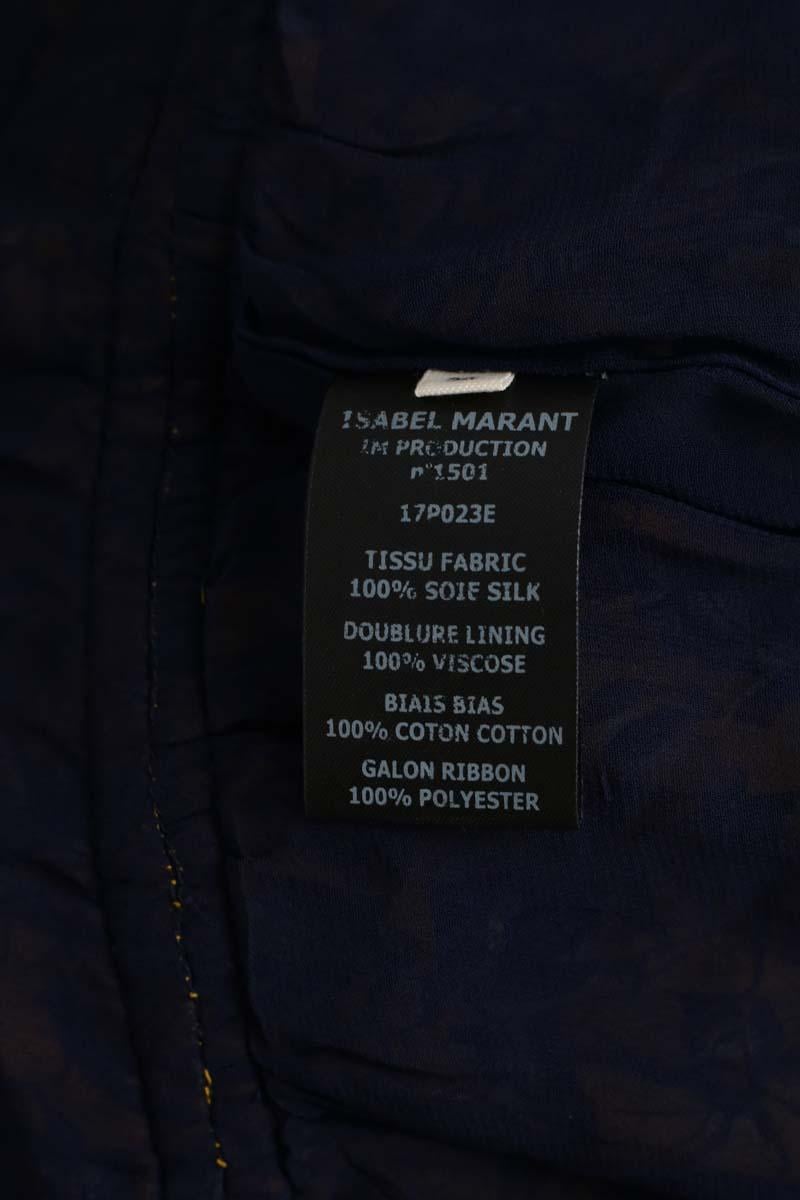 ISABEL MARANT
IM PRODUCTION
n°1501
17P023E
TISSU FABRIC
100% SOIE SILK
DOUBLURE LINING
100% VISCOSE
BIAIS BIAS
100% COTON COTTON
GALON RIBBON
100% POLYESTER